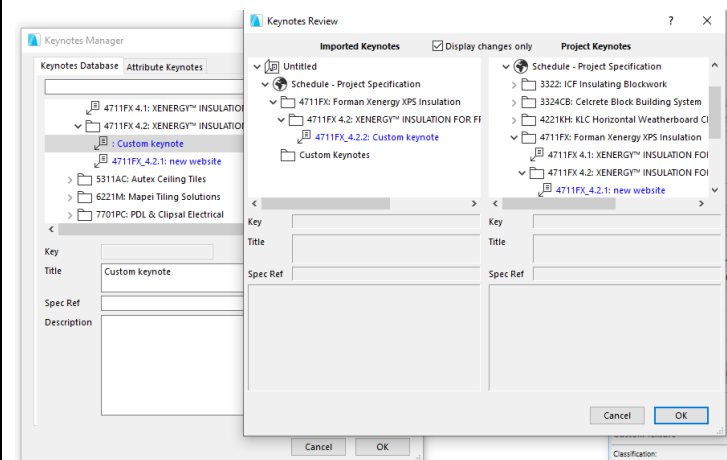 Keynotes Manager
Keynotes Database Attribute Keynotes
4711FX 4.1: XENERGY™ INSULATIO
4711FX 4.2: XENERGY™ INSULATIO
: Custom keynote
4711FX_4.2.1: new website
5311AC: Autex Ceiling Tiles
6221M: Mapei Tiling Solutions
7701PC: PDL & Clipsal Electrical
Key
Title Custom keynote
Spec Ref
Description
Cancel OK
Keynotes Review ? ×
Imported Keynotes Display changes only Project Keynotes
Untitled
Schedule - Project Specification
4711FX: Forman Xenergy XPS Insulation
4711FX 4.2: XENERGY™ INSULATION FOR FF
4711FX_4.2.2: Custom keynote
Custom Keynotes
Key
Title
Spec Ref
Schedule - Project Specification
3322: ICF Insulating Blockwork
3324CB: Celcrete Block Building System
4221KH: KLC Horizontal Weatherboard Cl
4711FX: Forman Xenergy XPS Insulation
4711FX 4.1: XENERGY™ INSULATION FO
4711FX 4.2: XENERGY™ INSULATION FOI
4711FX_4.2.1: new website
Key
Title
Spec Ref
Cancel OK
Classification: